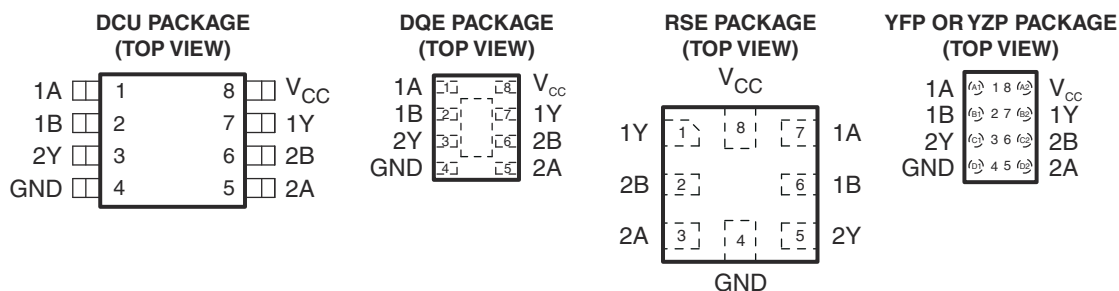 DCU PACKAGE
(TOP VIEW)
1A 1 8 VCC
1B 2 7 1Y
2Y 3 6 2B
GND 4 5 2A
DQE PACKAGE
(TOP VIEW)
1A 1 8 VCC
1B 2 7 1Y
2Y 3 6 2B
GND 4 5 2A
RSE PACKAGE
(TOP VIEW)
VCC
1Y 1 8 7 1A
2B 2 6 1B
2A 3 4 5 2Y
GND
YFP OR YZP PACKAGE
(TOP VIEW)
1A A1 1 8 A2 VCC
1B B1 2 7 B2 1Y
2Y C1 3 6 C2 2B
GND D1 4 5 D2 2A